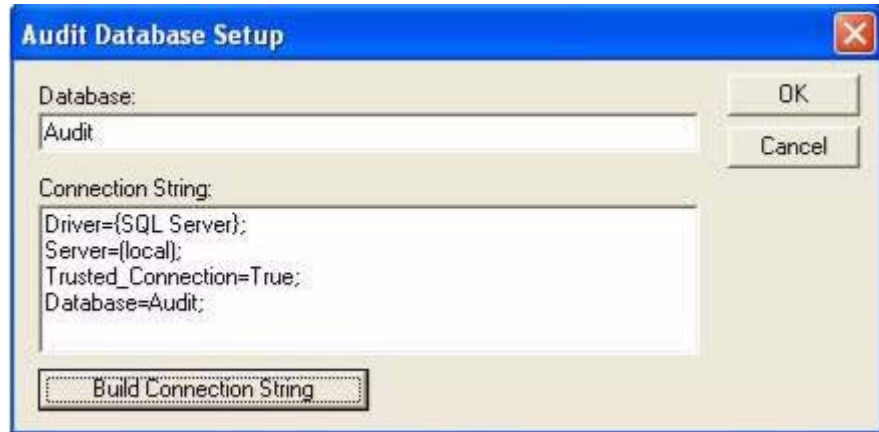 Audit Database Setup
Database:
OK
Audit
Cancel
Connection String:
Driver={SQL Server};
Server=(local);
Trusted_Connection=True;
Database=Audit;
Build Connection String